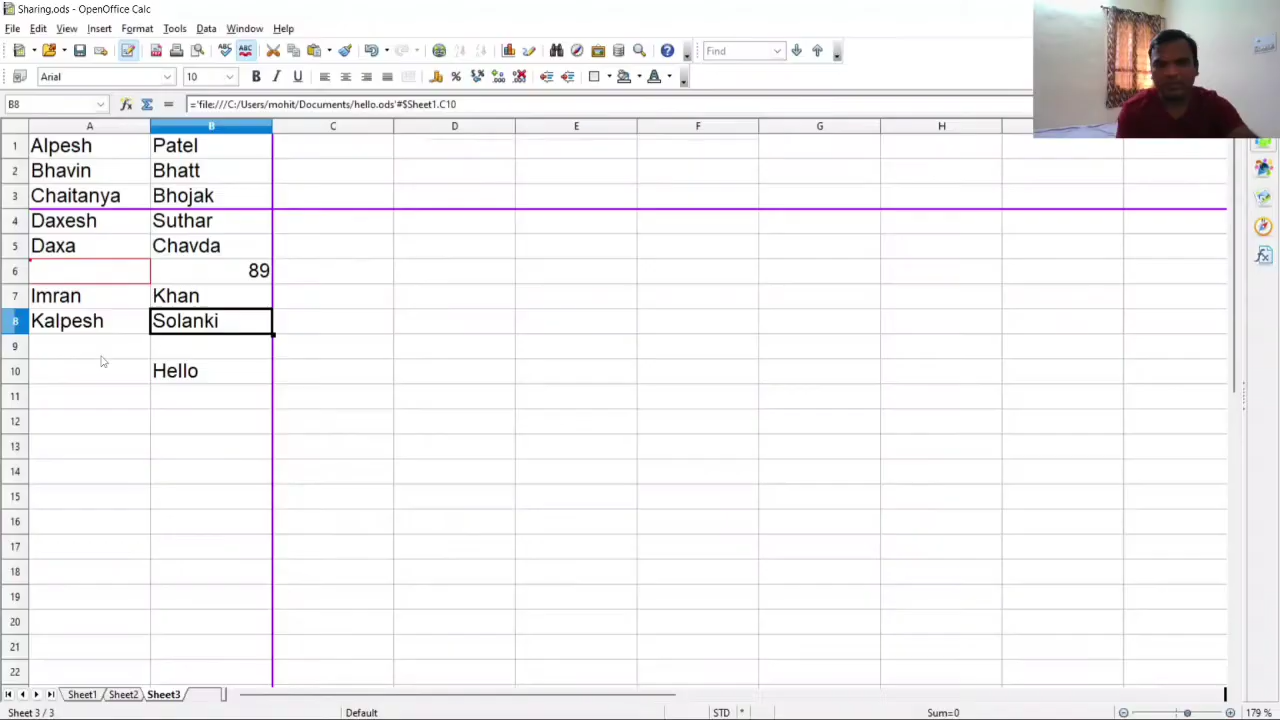 Sharing.ods - OpenOffice Calc
File Edit View Insert Format Tools Data Window Help
Find
Arial 10
B8 ='file:///C:/Users/mohit/Documents/hello.ods'#$Sheet1.C10
A B C D E F G H
1 Alpesh Patel
2 Bhavin Bhatt
3 Chaitanya Bhojak
4 Daxesh Suthar
5 Daxa Chavda
6 89
7 Imran Khan
8 Kalpesh Solanki
9
10 Hello
11
12
13
14
15
16
17
18
19
20
21
22
Sheet1 Sheet2 Sheet3
Sheet 3 / 3 Default STD * Sum=0 179 %